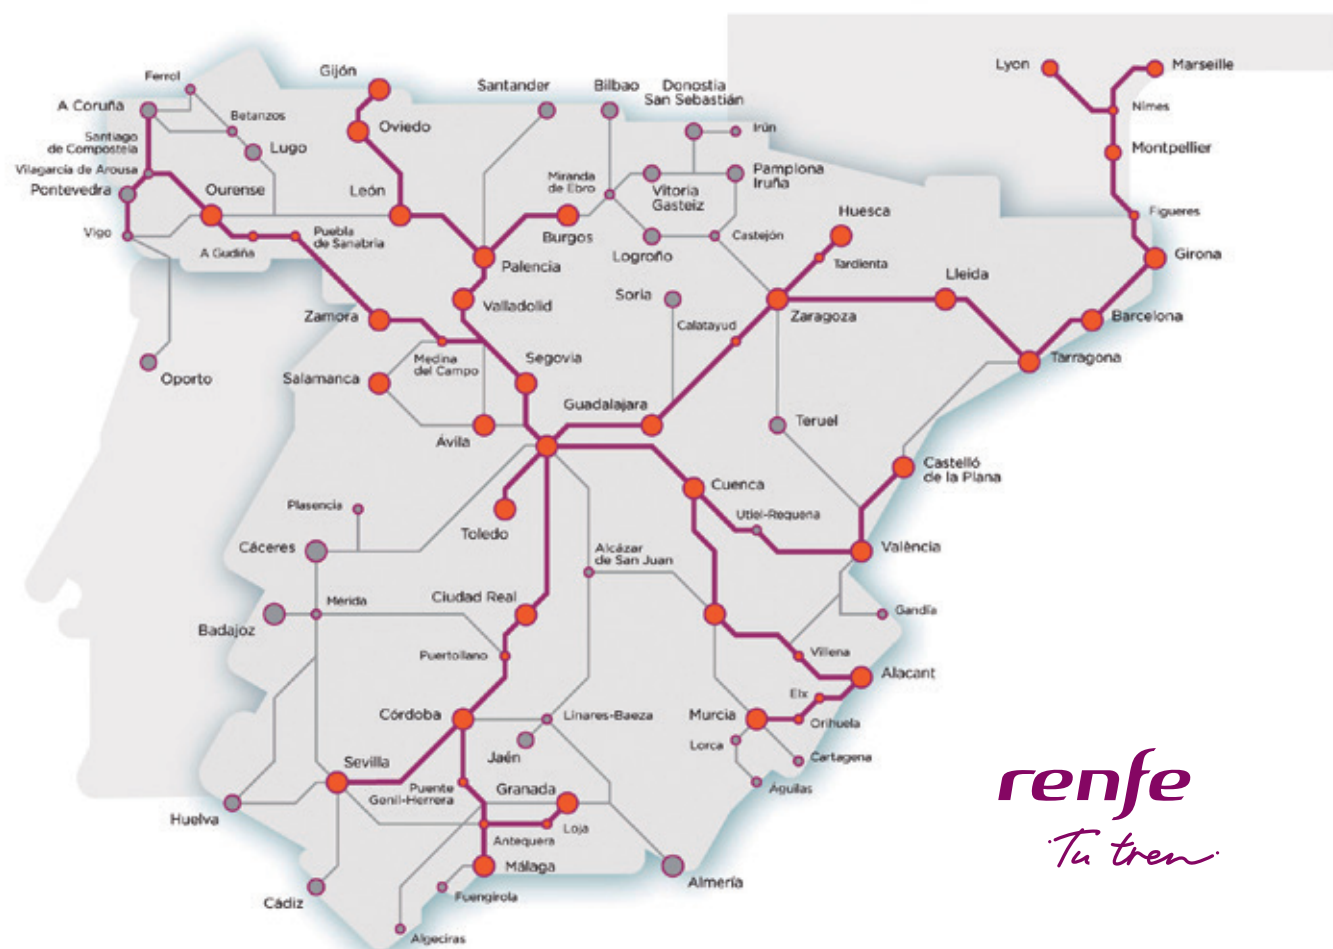 Lyon
Marseille
Nimes
Montpellier
Figueres
Girona
Ferrol
Gijón
Santander
Bilbao
Donostia
San Sebastián
A Coruña
Betanzos
Oviedo
Irún
Santiago
de Compostela
Lugo
Vilagarcía de Arousa
Pontevedra
Ourense
León
Miranda
de Ebro
Vitoria
Gasteiz
Pamplona
Iruña
Vigo
A Gudiña
Puebla
de Sanabria
Burgos
Logroño
Castejón
Huesca
Tardienta
Palencia
Lleida
Valladolid
Soria
Zamora
Calatayud
Zaragoza
Barcelona
Oporto
Medina
del Campo
Segovia
Tarragona
Salamanca
Guadalajara
Teruel
Ávila
Castelló
de la Plana
Cuenca
Plasencia
Toledo
Utiel-Requena
Cáceres
Alcázar
de San Juan
València
Mérida
Ciudad Real
Gandía
Badajoz
Puertollano
Villena
Alacant
Elx
Córdoba
Linares-Baeza
Murcia
Orihuela
Jaén
Lorca
Cartagena
Sevilla
Puente
Genil-Herrera
Granada
Águilas
Huelva
Loja
Antequera
Málaga
Almería
Cádiz
Fuengirola
Algeciras
renfe
Tu tren